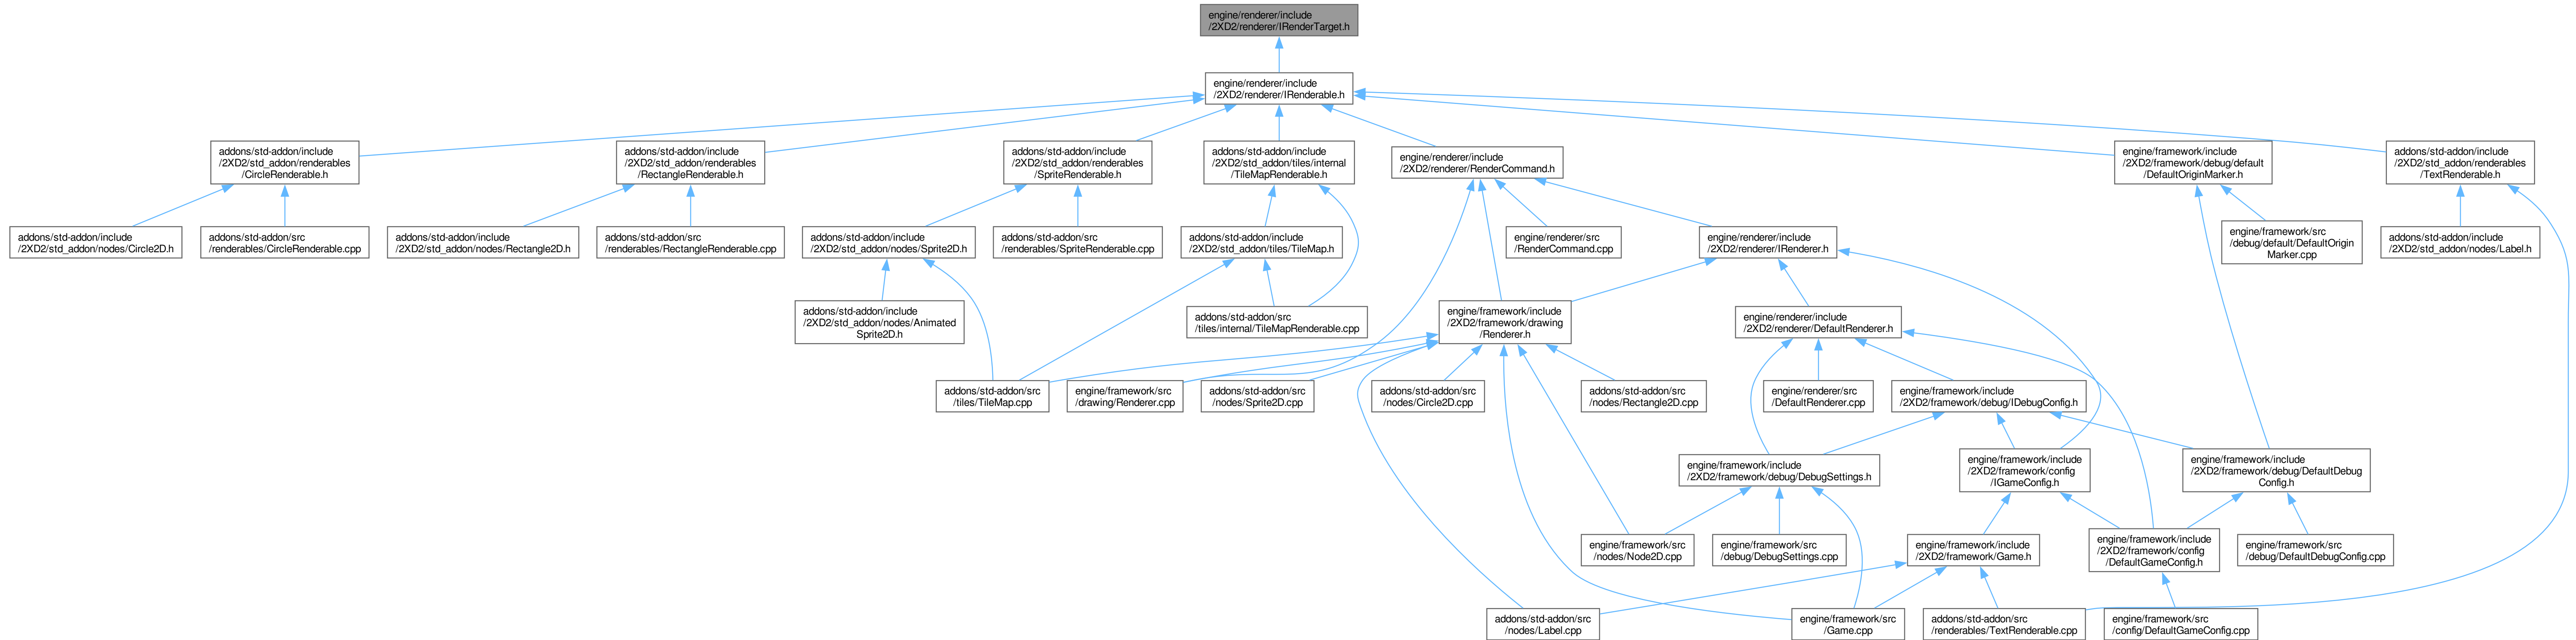 engine/renderer/include
/2XD2/renderer/IRenderTarget.h
engine/renderer/include
/2XD2/renderer/IRenderable.h
addons/std-addon/include
/2XD2/std_addon/renderables
/CircleRenderable.h
addons/std-addon/include
/2XD2/std_addon/renderables
/RectangleRenderable.h
addons/std-addon/include
/2XD2/std_addon/renderables
/SpriteRenderable.h
addons/std-addon/include
/2XD2/std_addon/tiles/internal
/TileMapRenderable.h
engine/renderer/include
/2XD2/renderer/RenderCommand.h
engine/framework/include
/2XD2/framework/debug/default
/DefaultOriginMarker.h
addons/std-addon/include
/2XD2/std_addon/renderables
/TextRenderable.h
addons/std-addon/include
/2XD2/std_addon/nodes/Circle2D.h
addons/std-addon/src
/renderables/CircleRenderable.cpp
addons/std-addon/include
/2XD2/std_addon/nodes/Rectangle2D.h
addons/std-addon/src
/renderables/RectangleRenderable.cpp
addons/std-addon/include
/2XD2/std_addon/nodes/Sprite2D.h
addons/std-addon/src
/renderables/SpriteRenderable.cpp
addons/std-addon/include
/2XD2/std_addon/tiles/TileMap.h
engine/renderer/src
/RenderCommand.cpp
engine/renderer/include
/2XD2/renderer/IRenderer.h
engine/framework/src
/debug/default/DefaultOrigin
Marker.cpp
addons/std-addon/include
/2XD2/std_addon/nodes/Label.h
addons/std-addon/include
/2XD2/std_addon/nodes/Animated
Sprite2D.h
addons/std-addon/src
/tiles/internal/TileMapRenderable.cpp
engine/framework/include
/2XD2/framework/drawing
/Renderer.h
engine/renderer/include
/2XD2/renderer/DefaultRenderer.h
addons/std-addon/src
/tiles/TileMap.cpp
engine/framework/src
/drawing/Renderer.cpp
addons/std-addon/src
/nodes/Sprite2D.cpp
addons/std-addon/src
/nodes/Circle2D.cpp
addons/std-addon/src
/nodes/Rectangle2D.cpp
engine/renderer/src
/DefaultRenderer.cpp
engine/framework/include
/2XD2/framework/debug/IDebugConfig.h
engine/framework/include
/2XD2/framework/debug/DebugSettings.h
engine/framework/include
/2XD2/framework/config
/IGameConfig.h
engine/framework/include
/2XD2/framework/debug/DefaultDebug
Config.h
engine/framework/src
/nodes/Node2D.cpp
engine/framework/src
/debug/DebugSettings.cpp
engine/framework/include
/2XD2/framework/Game.h
engine/framework/include
/2XD2/framework/config
/DefaultGameConfig.h
engine/framework/src
/debug/DefaultDebugConfig.cpp
addons/std-addon/src
/nodes/Label.cpp
engine/framework/src
/Game.cpp
addons/std-addon/src
/renderables/TextRenderable.cpp
engine/framework/src
/config/DefaultGameConfig.cpp